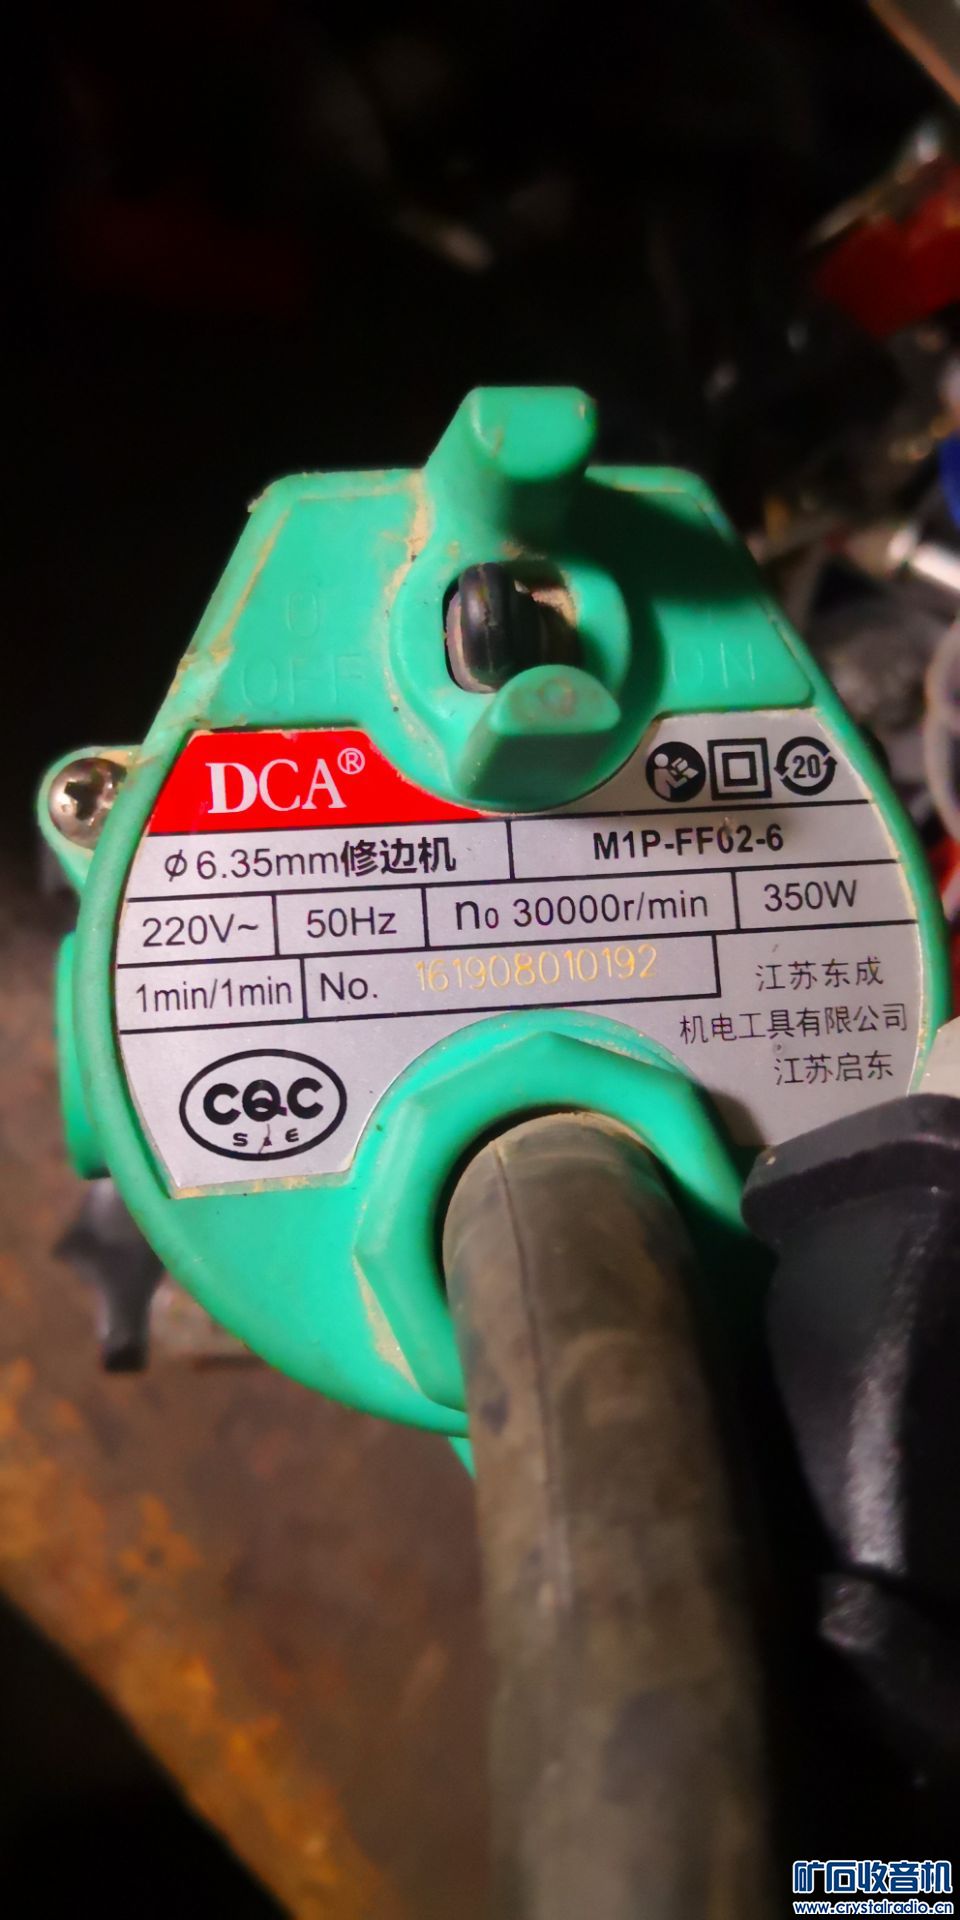 O
OFF
ON
DCA®
20
φ6.35mm修边机
M1P-FF02-6
220V~
50Hz
n₀ 30000r/min
350W
1min/1min
No. 161908010192
江苏东成
机电工具有限公司
江苏启东
CQC
S&E
矿石收音机
www.crystalradio.cn